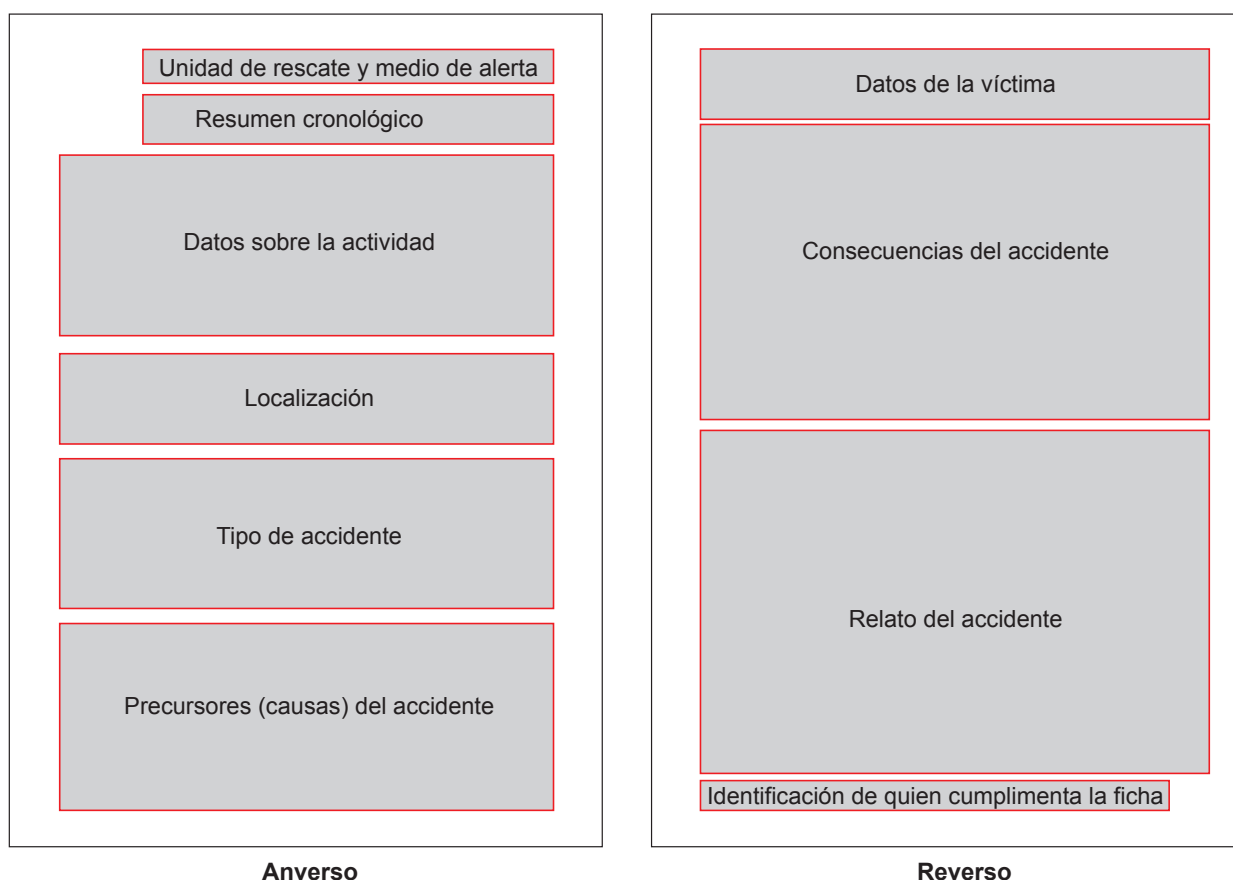 Unidad de rescate y medio de alerta
Resumen cronológico
Datos sobre la actividad
Localización
Tipo de accidente
Precursores (causas) del accidente
Anverso
Datos de la víctima
Consecuencias del accidente
Relato del accidente
Identificación de quien cumplimenta la ficha
Reverso